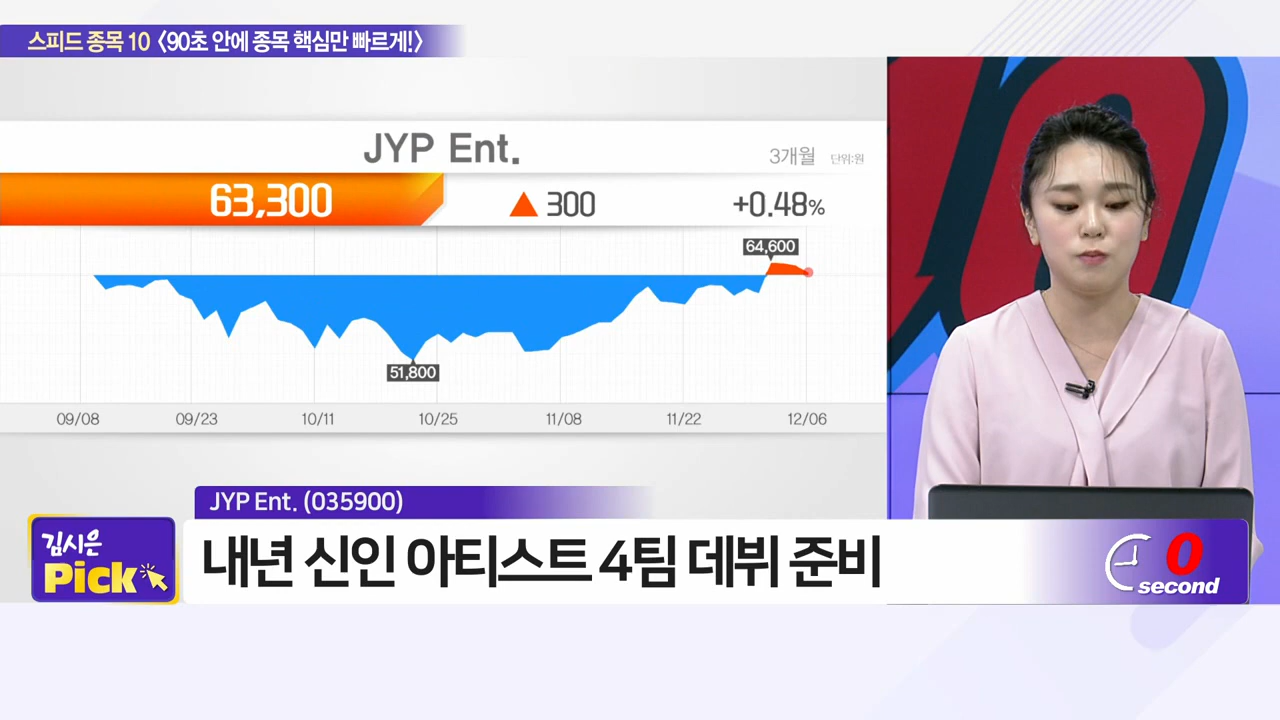 스피드 종목 10 〈90초 안에 종목 핵심만 빠르게!〉
JYP Ent.
3개월 단위:원
63,300 ▲ 300 +0.48%
64,600
51,800
09/08 09/23 10/11 10/25 11/08 11/22 12/06
JYP Ent. (035900)
김시은
Pick
내년 신인 아티스트 4팀 데뷔 준비
0
second